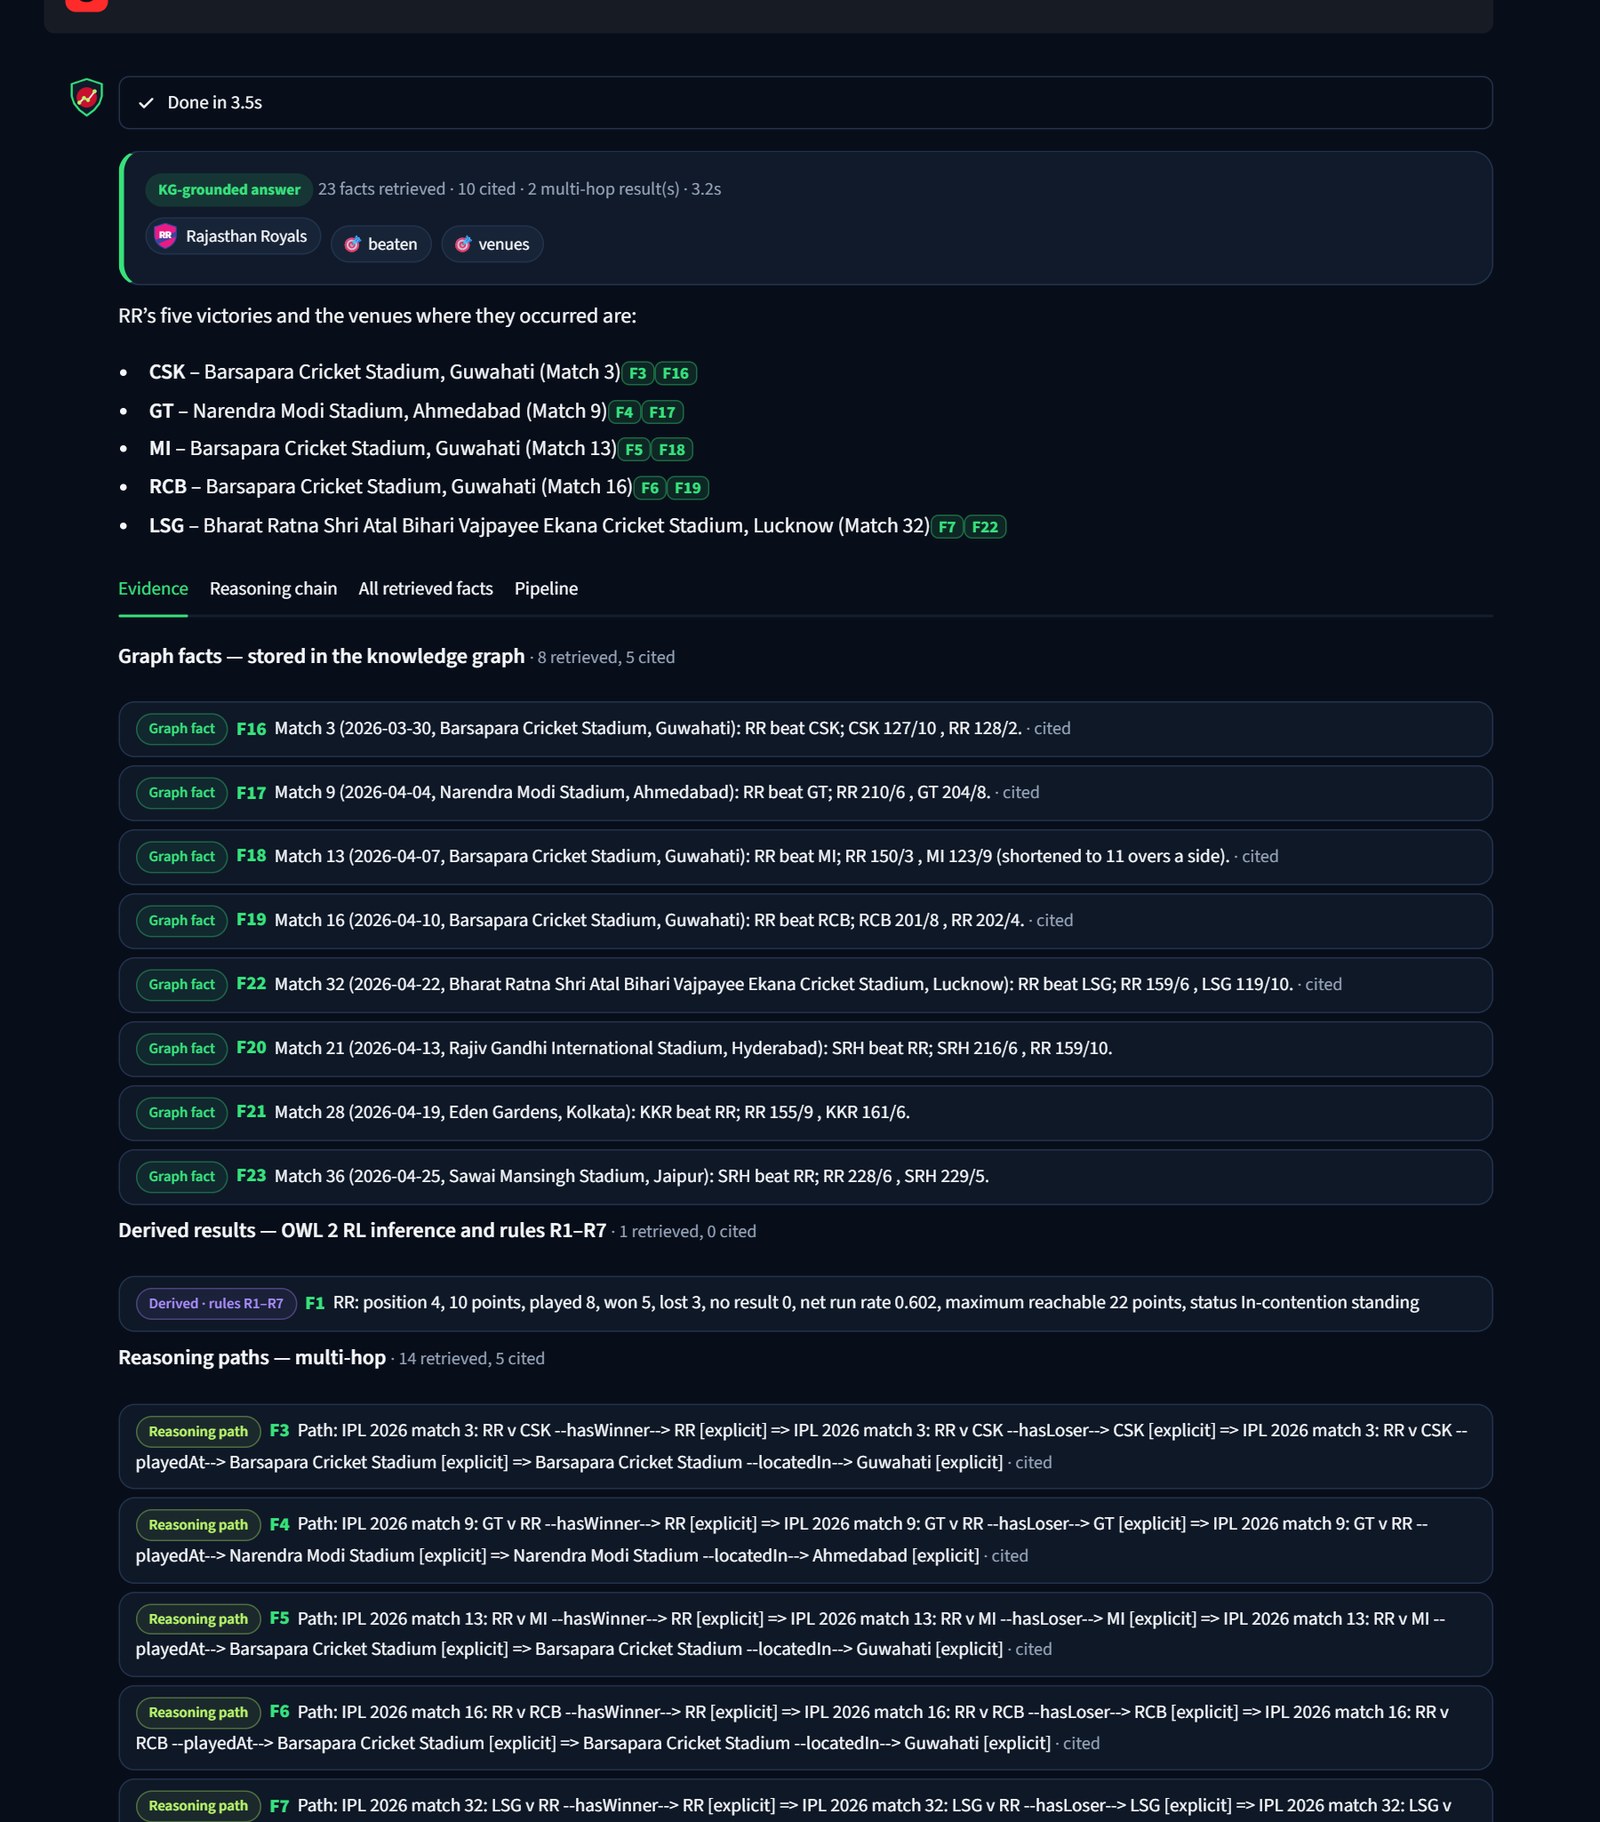 Done in 3.5s
KG-grounded answer 23 facts retrieved · 10 cited · 2 multi-hop result(s) · 3.2s
RR Rajasthan Royals beaten venues
RR’s five victories and the venues where they occurred are:
• CSK – Barsapara Cricket Stadium, Guwahati (Match 3) F3 F16
• GT – Narendra Modi Stadium, Ahmedabad (Match 9) F4 F17
• MI – Barsapara Cricket Stadium, Guwahati (Match 13) F5 F18
• RCB – Barsapara Cricket Stadium, Guwahati (Match 16) F6 F19
• LSG – Bharat Ratna Shri Atal Bihari Vajpayee Ekana Cricket Stadium, Lucknow (Match 32) F7 F22
Evidence Reasoning chain All retrieved facts Pipeline
Graph facts — stored in the knowledge graph · 8 retrieved, 5 cited
Graph fact F16 Match 3 (2026-03-30, Barsapara Cricket Stadium, Guwahati): RR beat CSK; CSK 127/10 , RR 128/2. · cited
Graph fact F17 Match 9 (2026-04-04, Narendra Modi Stadium, Ahmedabad): RR beat GT; RR 210/6 , GT 204/8. · cited
Graph fact F18 Match 13 (2026-04-07, Barsapara Cricket Stadium, Guwahati): RR beat MI; RR 150/3 , MI 123/9 (shortened to 11 overs a side). · cited
Graph fact F19 Match 16 (2026-04-10, Barsapara Cricket Stadium, Guwahati): RR beat RCB; RCB 201/8 , RR 202/4. · cited
Graph fact F22 Match 32 (2026-04-22, Bharat Ratna Shri Atal Bihari Vajpayee Ekana Cricket Stadium, Lucknow): RR beat LSG; RR 159/6 , LSG 119/10. · cited
Graph fact F20 Match 21 (2026-04-13, Rajiv Gandhi International Stadium, Hyderabad): SRH beat RR; SRH 216/6 , RR 159/10.
Graph fact F21 Match 28 (2026-04-19, Eden Gardens, Kolkata): KKR beat RR; RR 155/9 , KKR 161/6.
Graph fact F23 Match 36 (2026-04-25, Sawai Mansingh Stadium, Jaipur): SRH beat RR; RR 228/6 , SRH 229/5.
Derived results — OWL 2 RL inference and rules R1–R7 · 1 retrieved, 0 cited
Derived · rules R1–R7 F1 RR: position 4, 10 points, played 8, won 5, lost 3, no result 0, net run rate 0.602, maximum reachable 22 points, status In-contention standing
Reasoning paths — multi-hop · 14 retrieved, 5 cited
Reasoning path F3 Path: IPL 2026 match 3: RR v CSK --hasWinner--> RR [explicit] => IPL 2026 match 3: RR v CSK --hasLoser--> CSK [explicit] => IPL 2026 match 3: RR v CSK --
playedAt--> Barsapara Cricket Stadium [explicit] => Barsapara Cricket Stadium --locatedIn--> Guwahati [explicit] · cited
Reasoning path F4 Path: IPL 2026 match 9: GT v RR --hasWinner--> RR [explicit] => IPL 2026 match 9: GT v RR --hasLoser--> GT [explicit] => IPL 2026 match 9: GT v RR --
playedAt--> Narendra Modi Stadium [explicit] => Narendra Modi Stadium --locatedIn--> Ahmedabad [explicit] · cited
Reasoning path F5 Path: IPL 2026 match 13: RR v MI --hasWinner--> RR [explicit] => IPL 2026 match 13: RR v MI --hasLoser--> MI [explicit] => IPL 2026 match 13: RR v MI --
playedAt--> Barsapara Cricket Stadium [explicit] => Barsapara Cricket Stadium --locatedIn--> Guwahati [explicit] · cited
Reasoning path F6 Path: IPL 2026 match 16: RR v RCB --hasWinner--> RR [explicit] => IPL 2026 match 16: RR v RCB --hasLoser--> RCB [explicit] => IPL 2026 match 16: RR v
RCB --playedAt--> Barsapara Cricket Stadium [explicit] => Barsapara Cricket Stadium --locatedIn--> Guwahati [explicit] · cited
Reasoning path F7 Path: IPL 2026 match 32: LSG v RR --hasWinner--> RR [explicit] => IPL 2026 match 32: LSG v RR --hasLoser--> LSG [explicit] => IPL 2026 match 32: LSG v